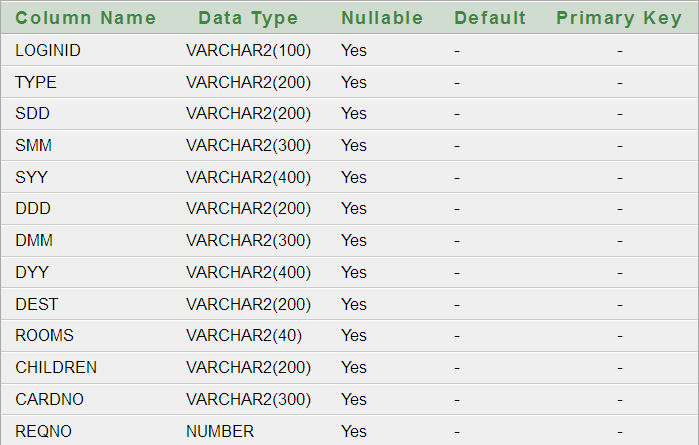 Column Name Data Type Nullable Default Primary Key
LOGINID VARCHAR2(100) Yes - -
TYPE VARCHAR2(200) Yes - -
SDD VARCHAR2(200) Yes - -
SMM VARCHAR2(300) Yes - -
SYY VARCHAR2(400) Yes - -
DDD VARCHAR2(200) Yes - -
DMM VARCHAR2(300) Yes - -
DYY VARCHAR2(400) Yes - -
DEST VARCHAR2(200) Yes - -
ROOMS VARCHAR2(40) Yes - -
CHILDREN VARCHAR2(200) Yes - -
CARDNO VARCHAR2(300) Yes - -
REQNO NUMBER Yes - -